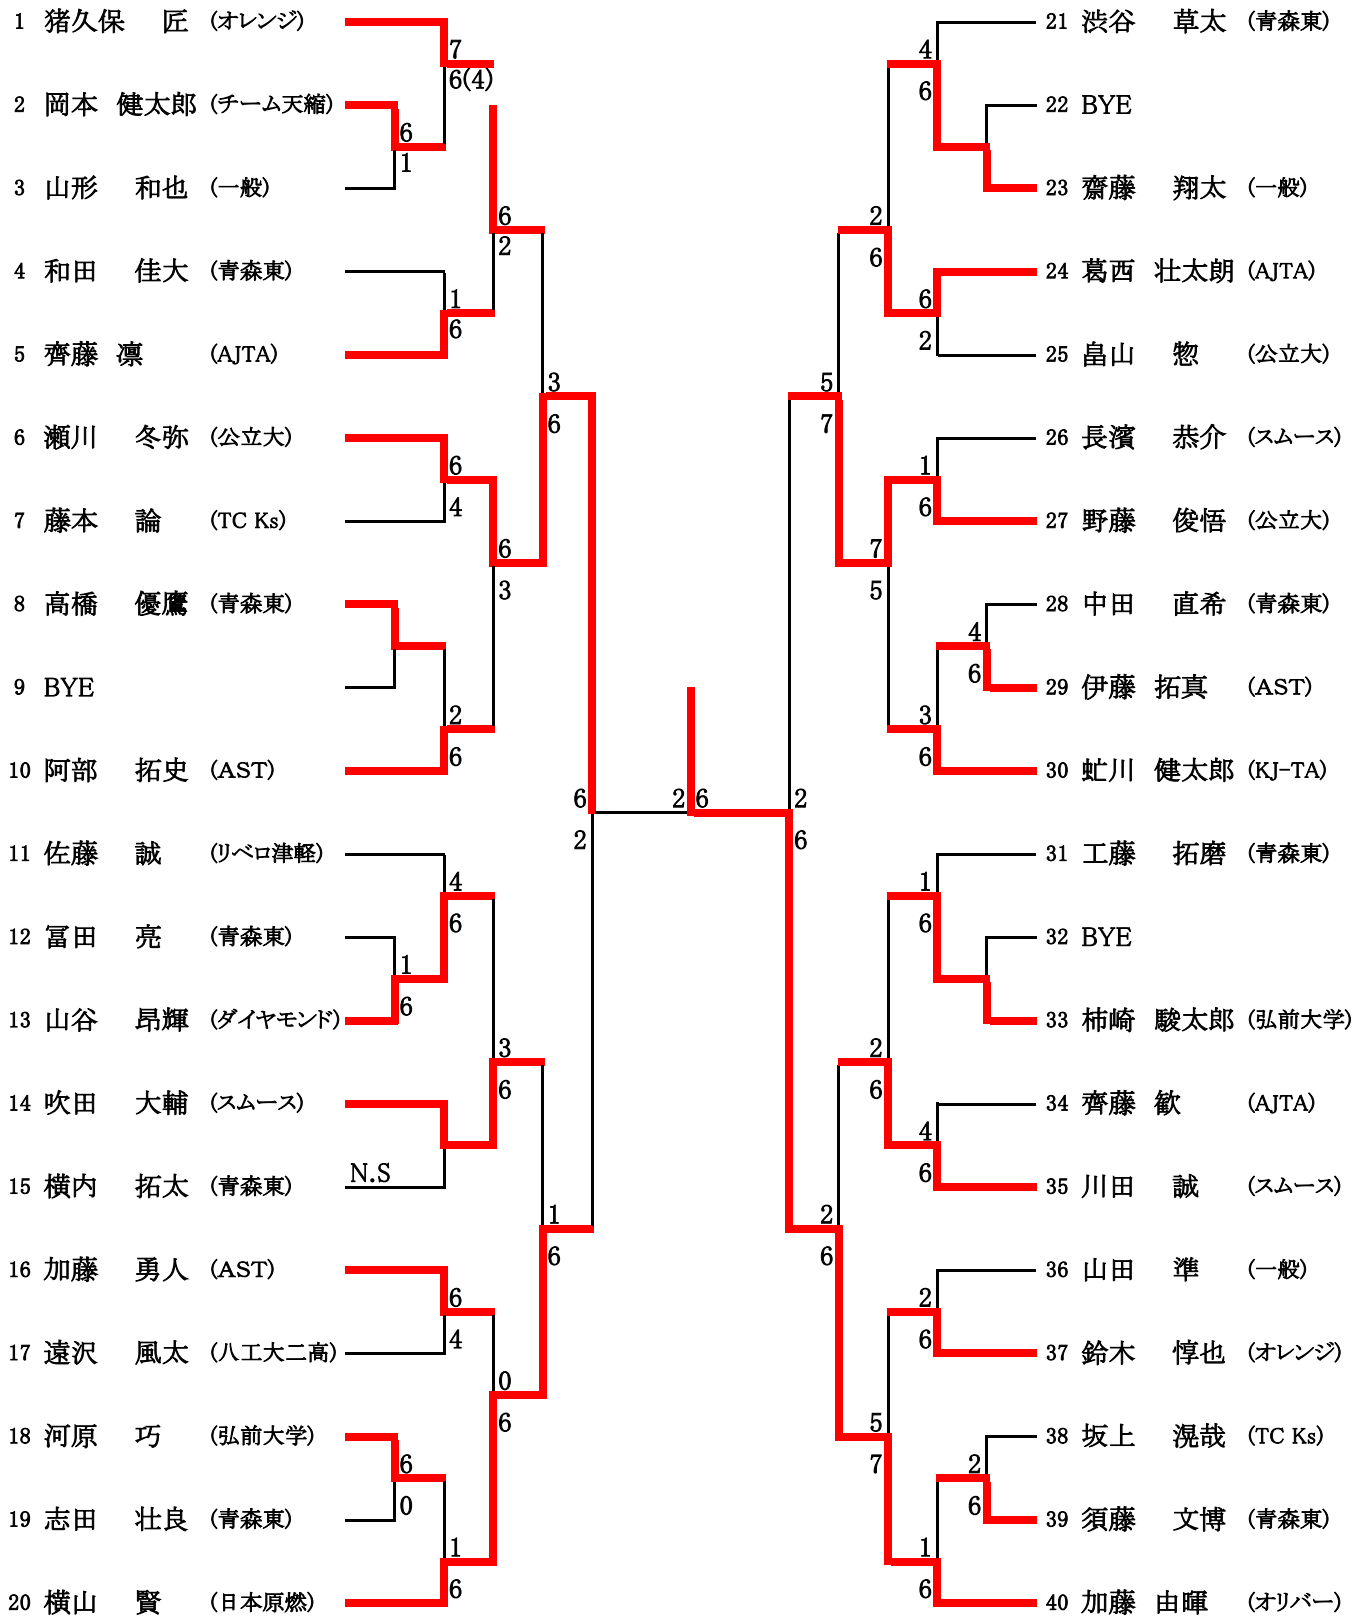 1 猪久保 匠 (オレンジ)
7
6(4)
2 岡本 健太郎 (チーム天縮)
6
1
3 山形 和也 (一般)
6
2
4 和田 佳大 (青森東)
1
6
5 齊藤 凛 (AJTA)
3
6
6 瀬川 冬弥 (公立大)
6
4
7 藤本 諭 (TC Ks)
6
3
8 高橋 優鷹 (青森東)
9 BYE
2
6
10 阿部 拓史 (AST)
6
2
11 佐藤 誠 (リベロ津軽)
4
6
12 冨田 亮 (青森東)
1
6
13 山谷 昂輝 (ダイヤモンド)
3
6
14 吹田 大輔 (スムース)
N.S
15 横内 拓太 (青森東)
1
6
16 加藤 勇人 (AST)
6
4
17 遠沢 風太 (八工大二高)
0
6
18 河原 巧 (弘前大学)
6
0
19 志田 壮良 (青森東)
1
6
20 横山 賢 (日本原燃)
2 6
21 渋谷 草太 (青森東)
4
6
22 BYE
23 齋藤 翔太 (一般)
2
6
24 葛西 壮太朗 (AJTA)
6
2
25 畠山 惣 (公立大)
5
7
26 長濱 恭介 (スムース)
1
6
27 野藤 俊悟 (公立大)
7
5
28 中田 直希 (青森東)
4
6
29 伊藤 拓真 (AST)
3
6
30 虻川 健太郎 (KJ-TA)
2
6
31 工藤 拓磨 (青森東)
1
6
32 BYE
33 柿崎 駿太郎 (弘前大学)
2
6
34 齊藤 歓 (AJTA)
4
6
35 川田 誠 (スムース)
2
6
36 山田 準 (一般)
2
6
37 鈴木 惇也 (オレンジ)
5
7
38 坂上 滉哉 (TC Ks)
2
6
39 須藤 文博 (青森東)
1
6
40 加藤 由暉 (オリバー)